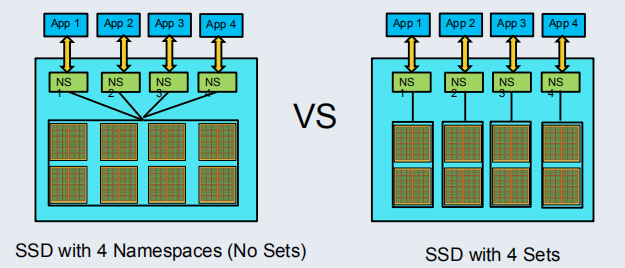 App 1 App 2 App 3 App 4 App 1 App 2 App 3 App 4
NS 1 NS 2 NS 3 NS 4 NS 1 NS 2 NS 3 NS 4
VS
SSD with 4 Namespaces (No Sets)
SSD with 4 Sets